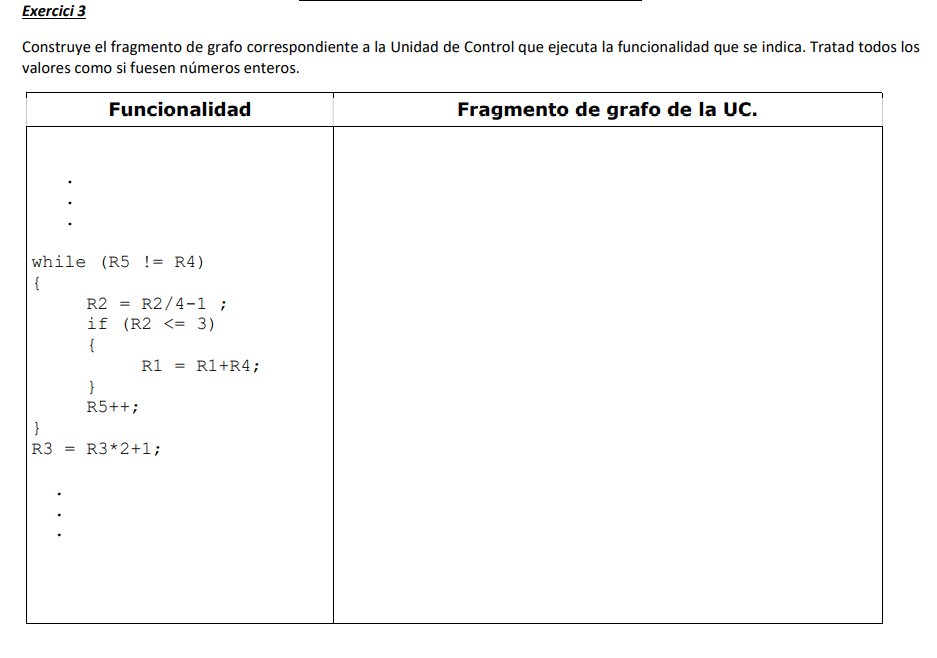 Exercici 3
Construye el fragmento de grafo correspondiente a la Unidad de Control que ejecuta la funcionalidad que se indica. Tratad todos los
valores como si fuesen números enteros.
Funcionalidad
Fragmento de grafo de la UC.
.
.
.
while (R5 != R4)
{
R2 = R2/4-1 ;
if (R2 <= 3)
{
R1 = R1+R4;
}
R5++;
}
R3 = R3*2+1;
.
.
.